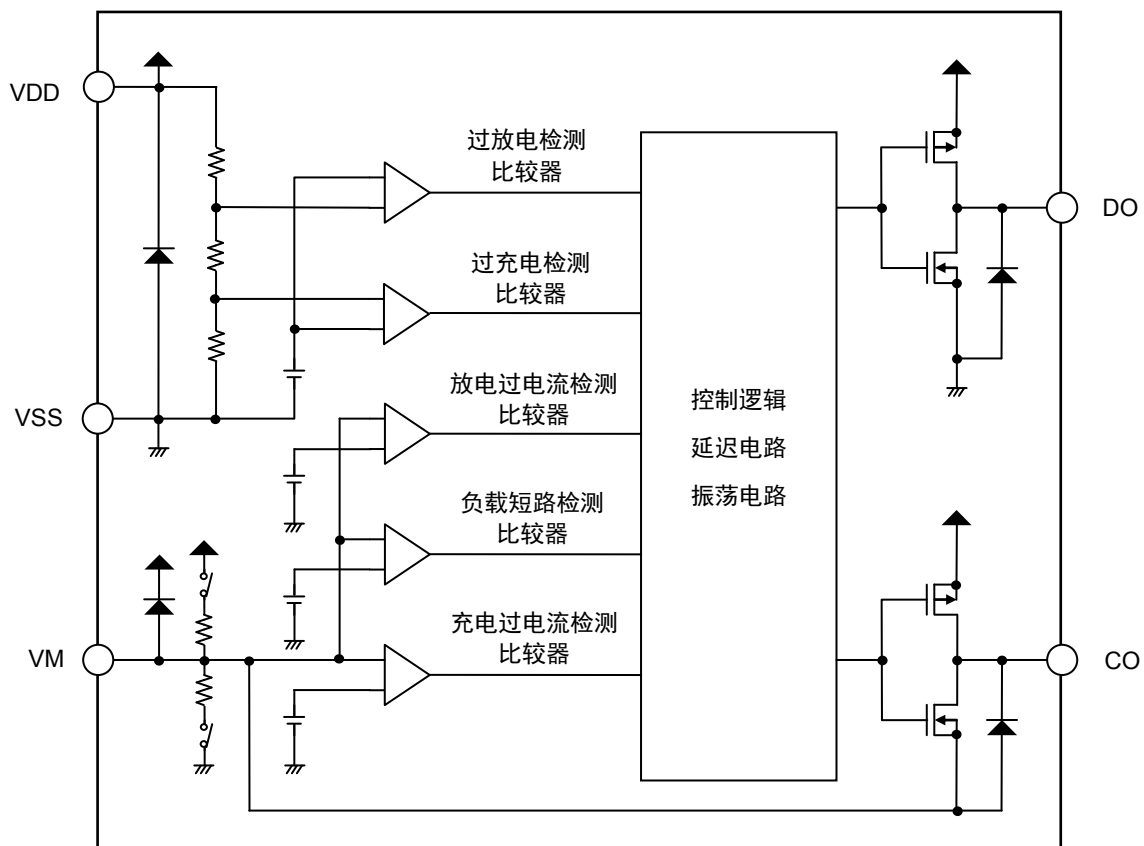 VDD
VSS
VM
过放电检测
比较器
过充电检测
比较器
放电过电流检测
比较器
负载短路检测
比较器
充电过电流检测
比较器
控制逻辑
延迟电路
振荡电路
DO
CO